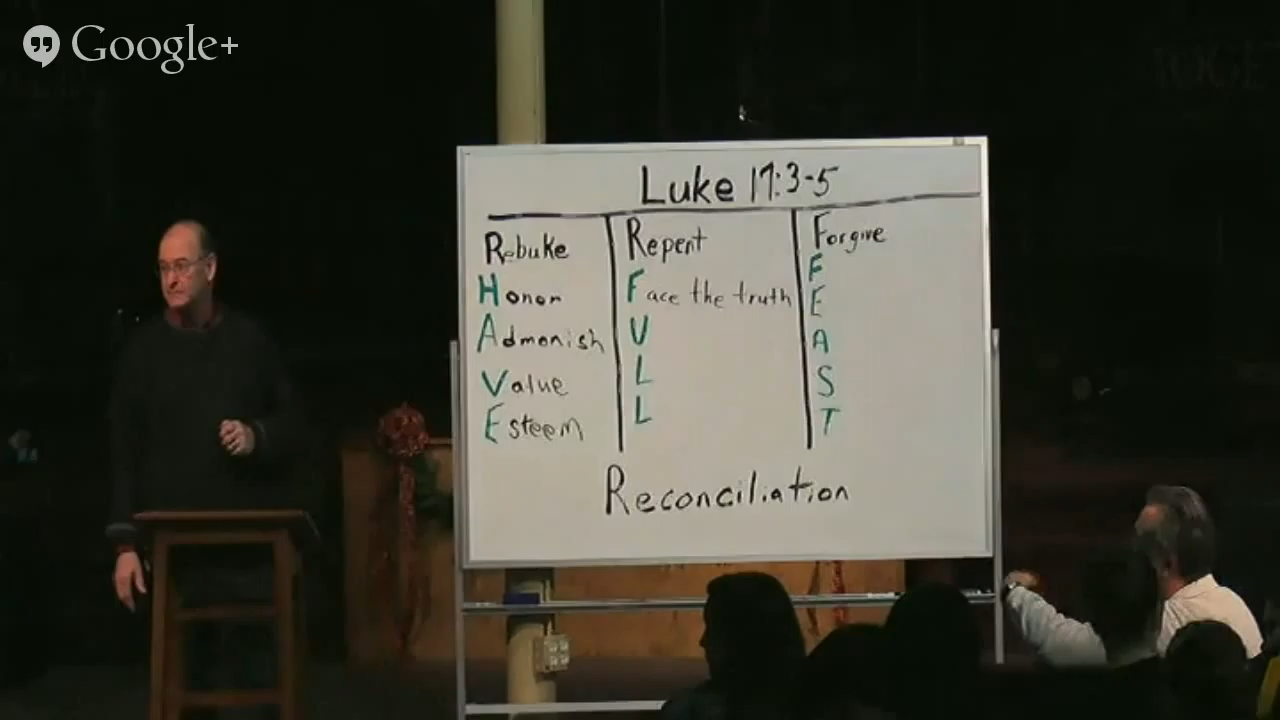 Google+
Luke 17:3-5
Rebuke
Honor
Admonish
Value
Esteem
Repent
Face the truth
U
L
L
Forgive
F
E
A
S
T
Reconciliation